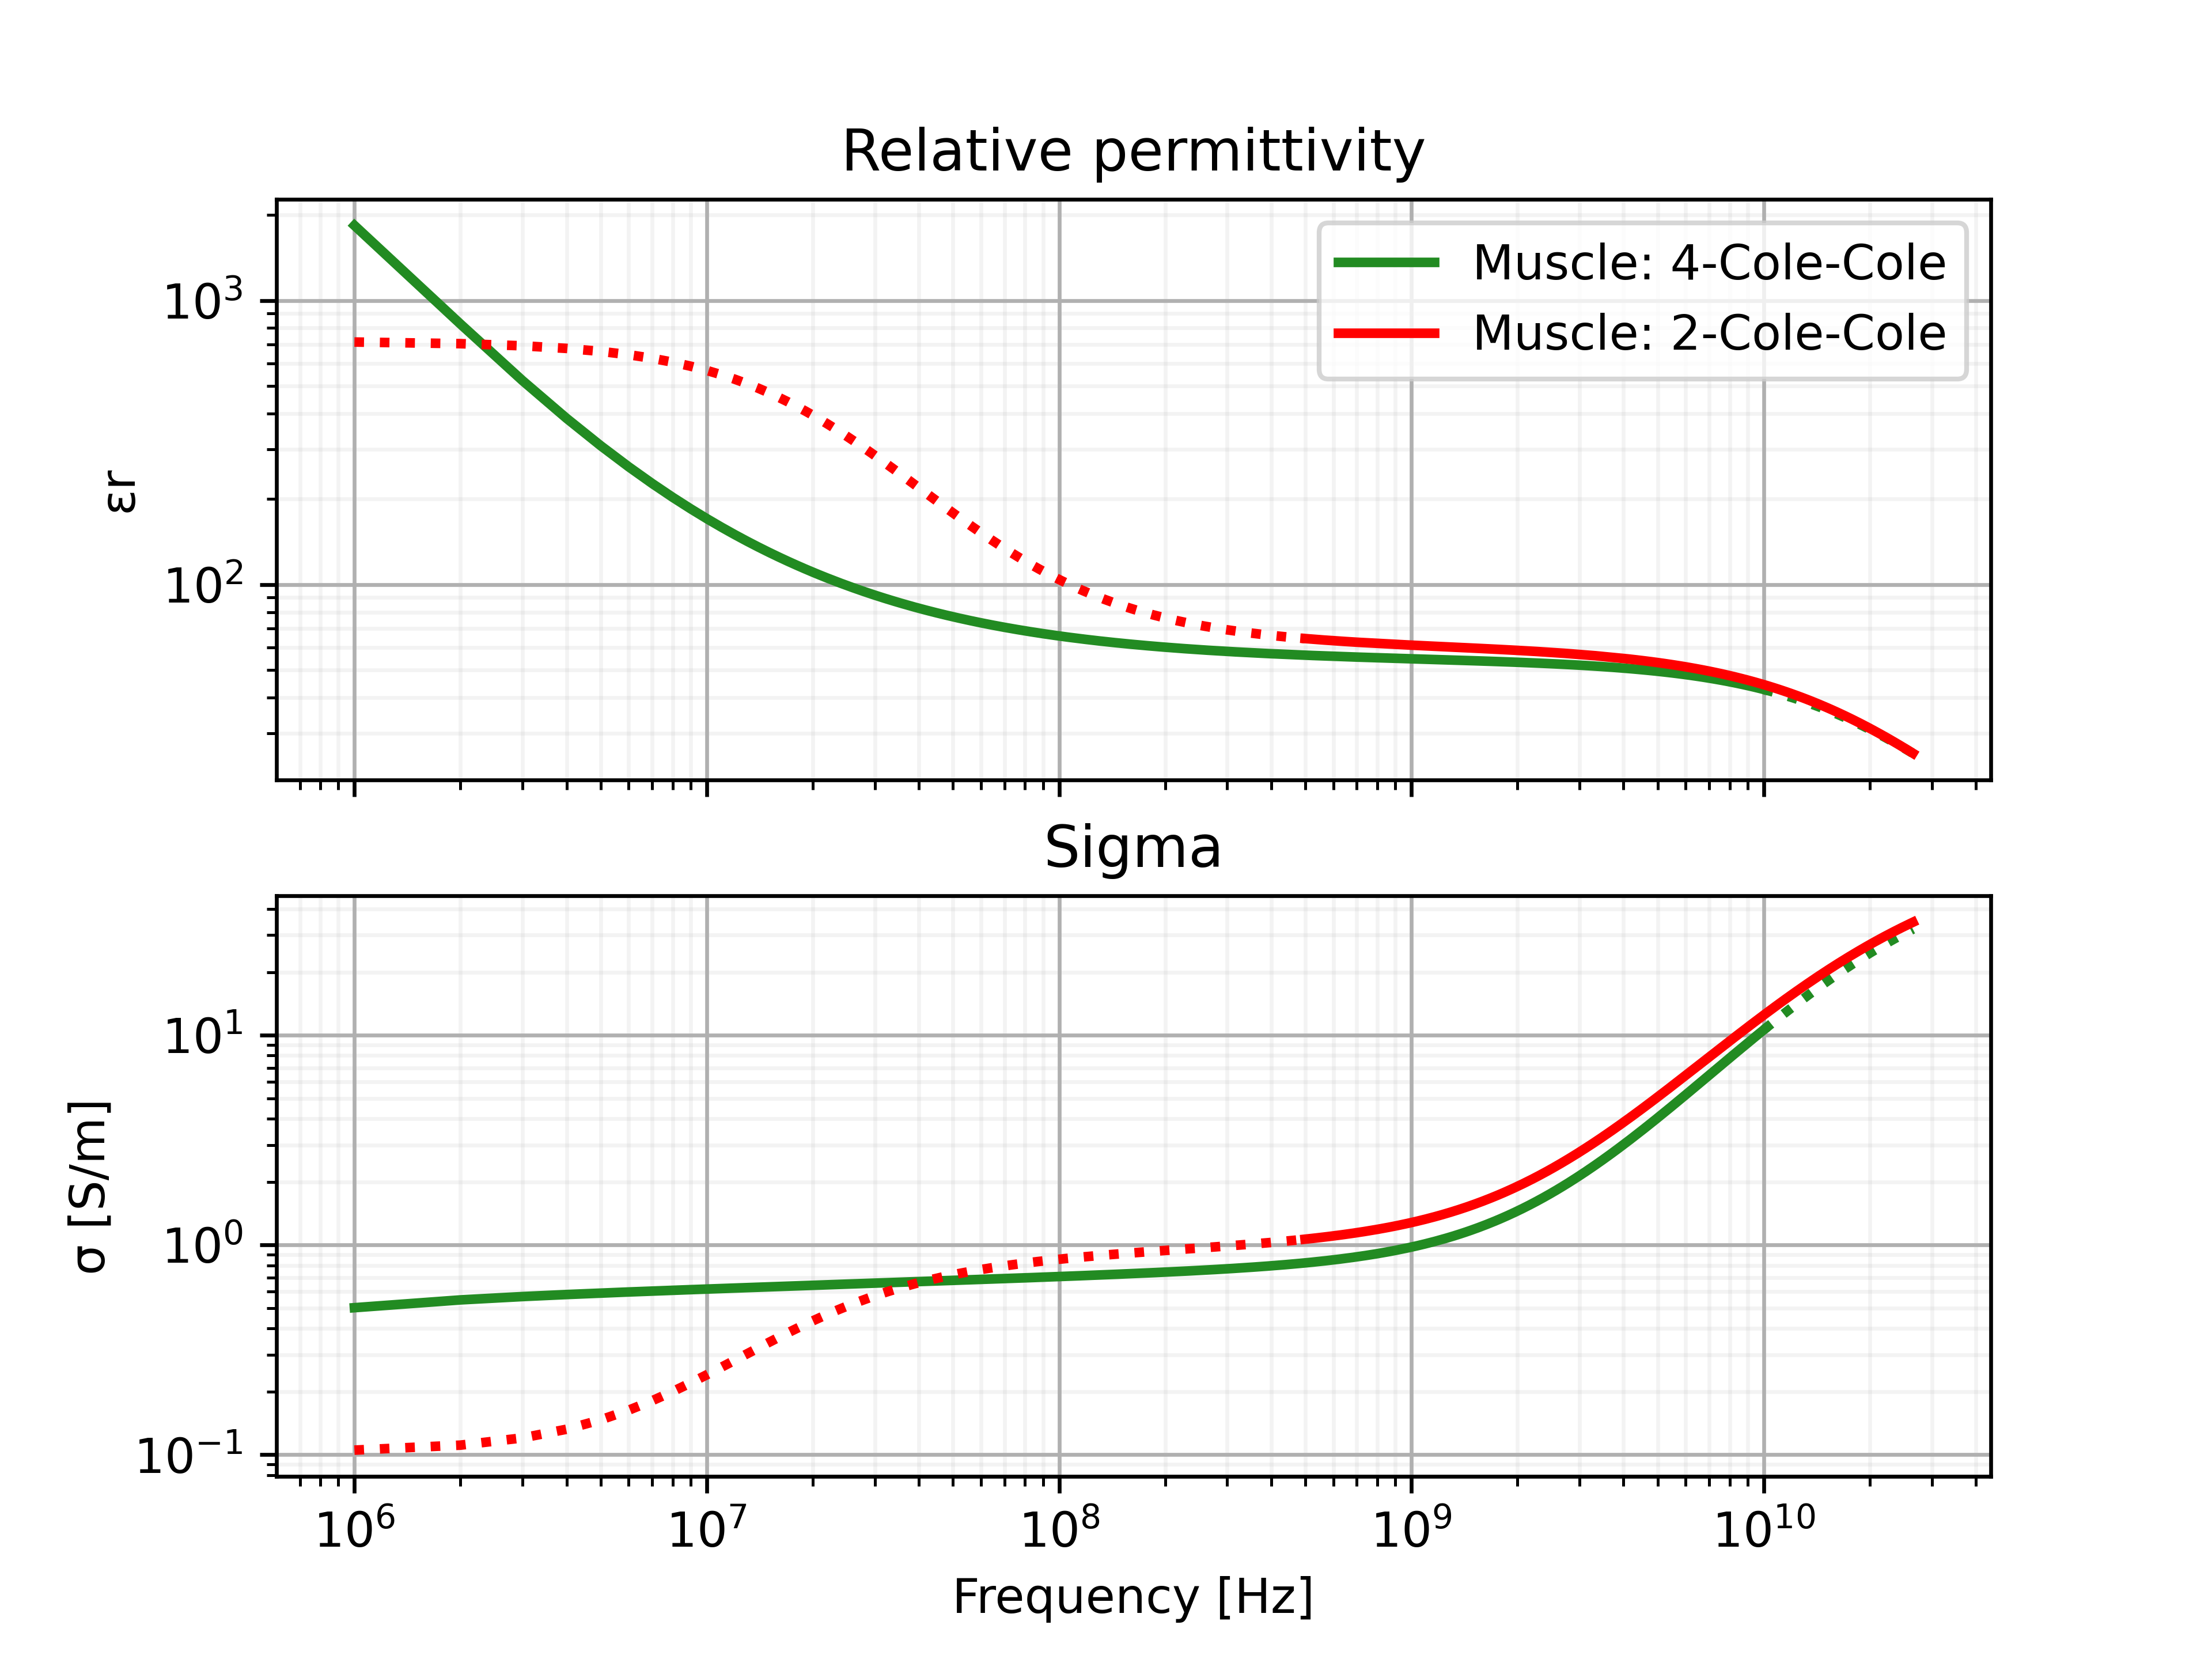 Relative permittivity
10³
10²
εr
Muscle: 4-Cole-Cole
Muscle: 2-Cole-Cole
Sigma
10¹
10⁰
10⁻¹
σ [S/m]
10⁶ 10⁷ 10⁸ 10⁹ 10¹⁰
Frequency [Hz]